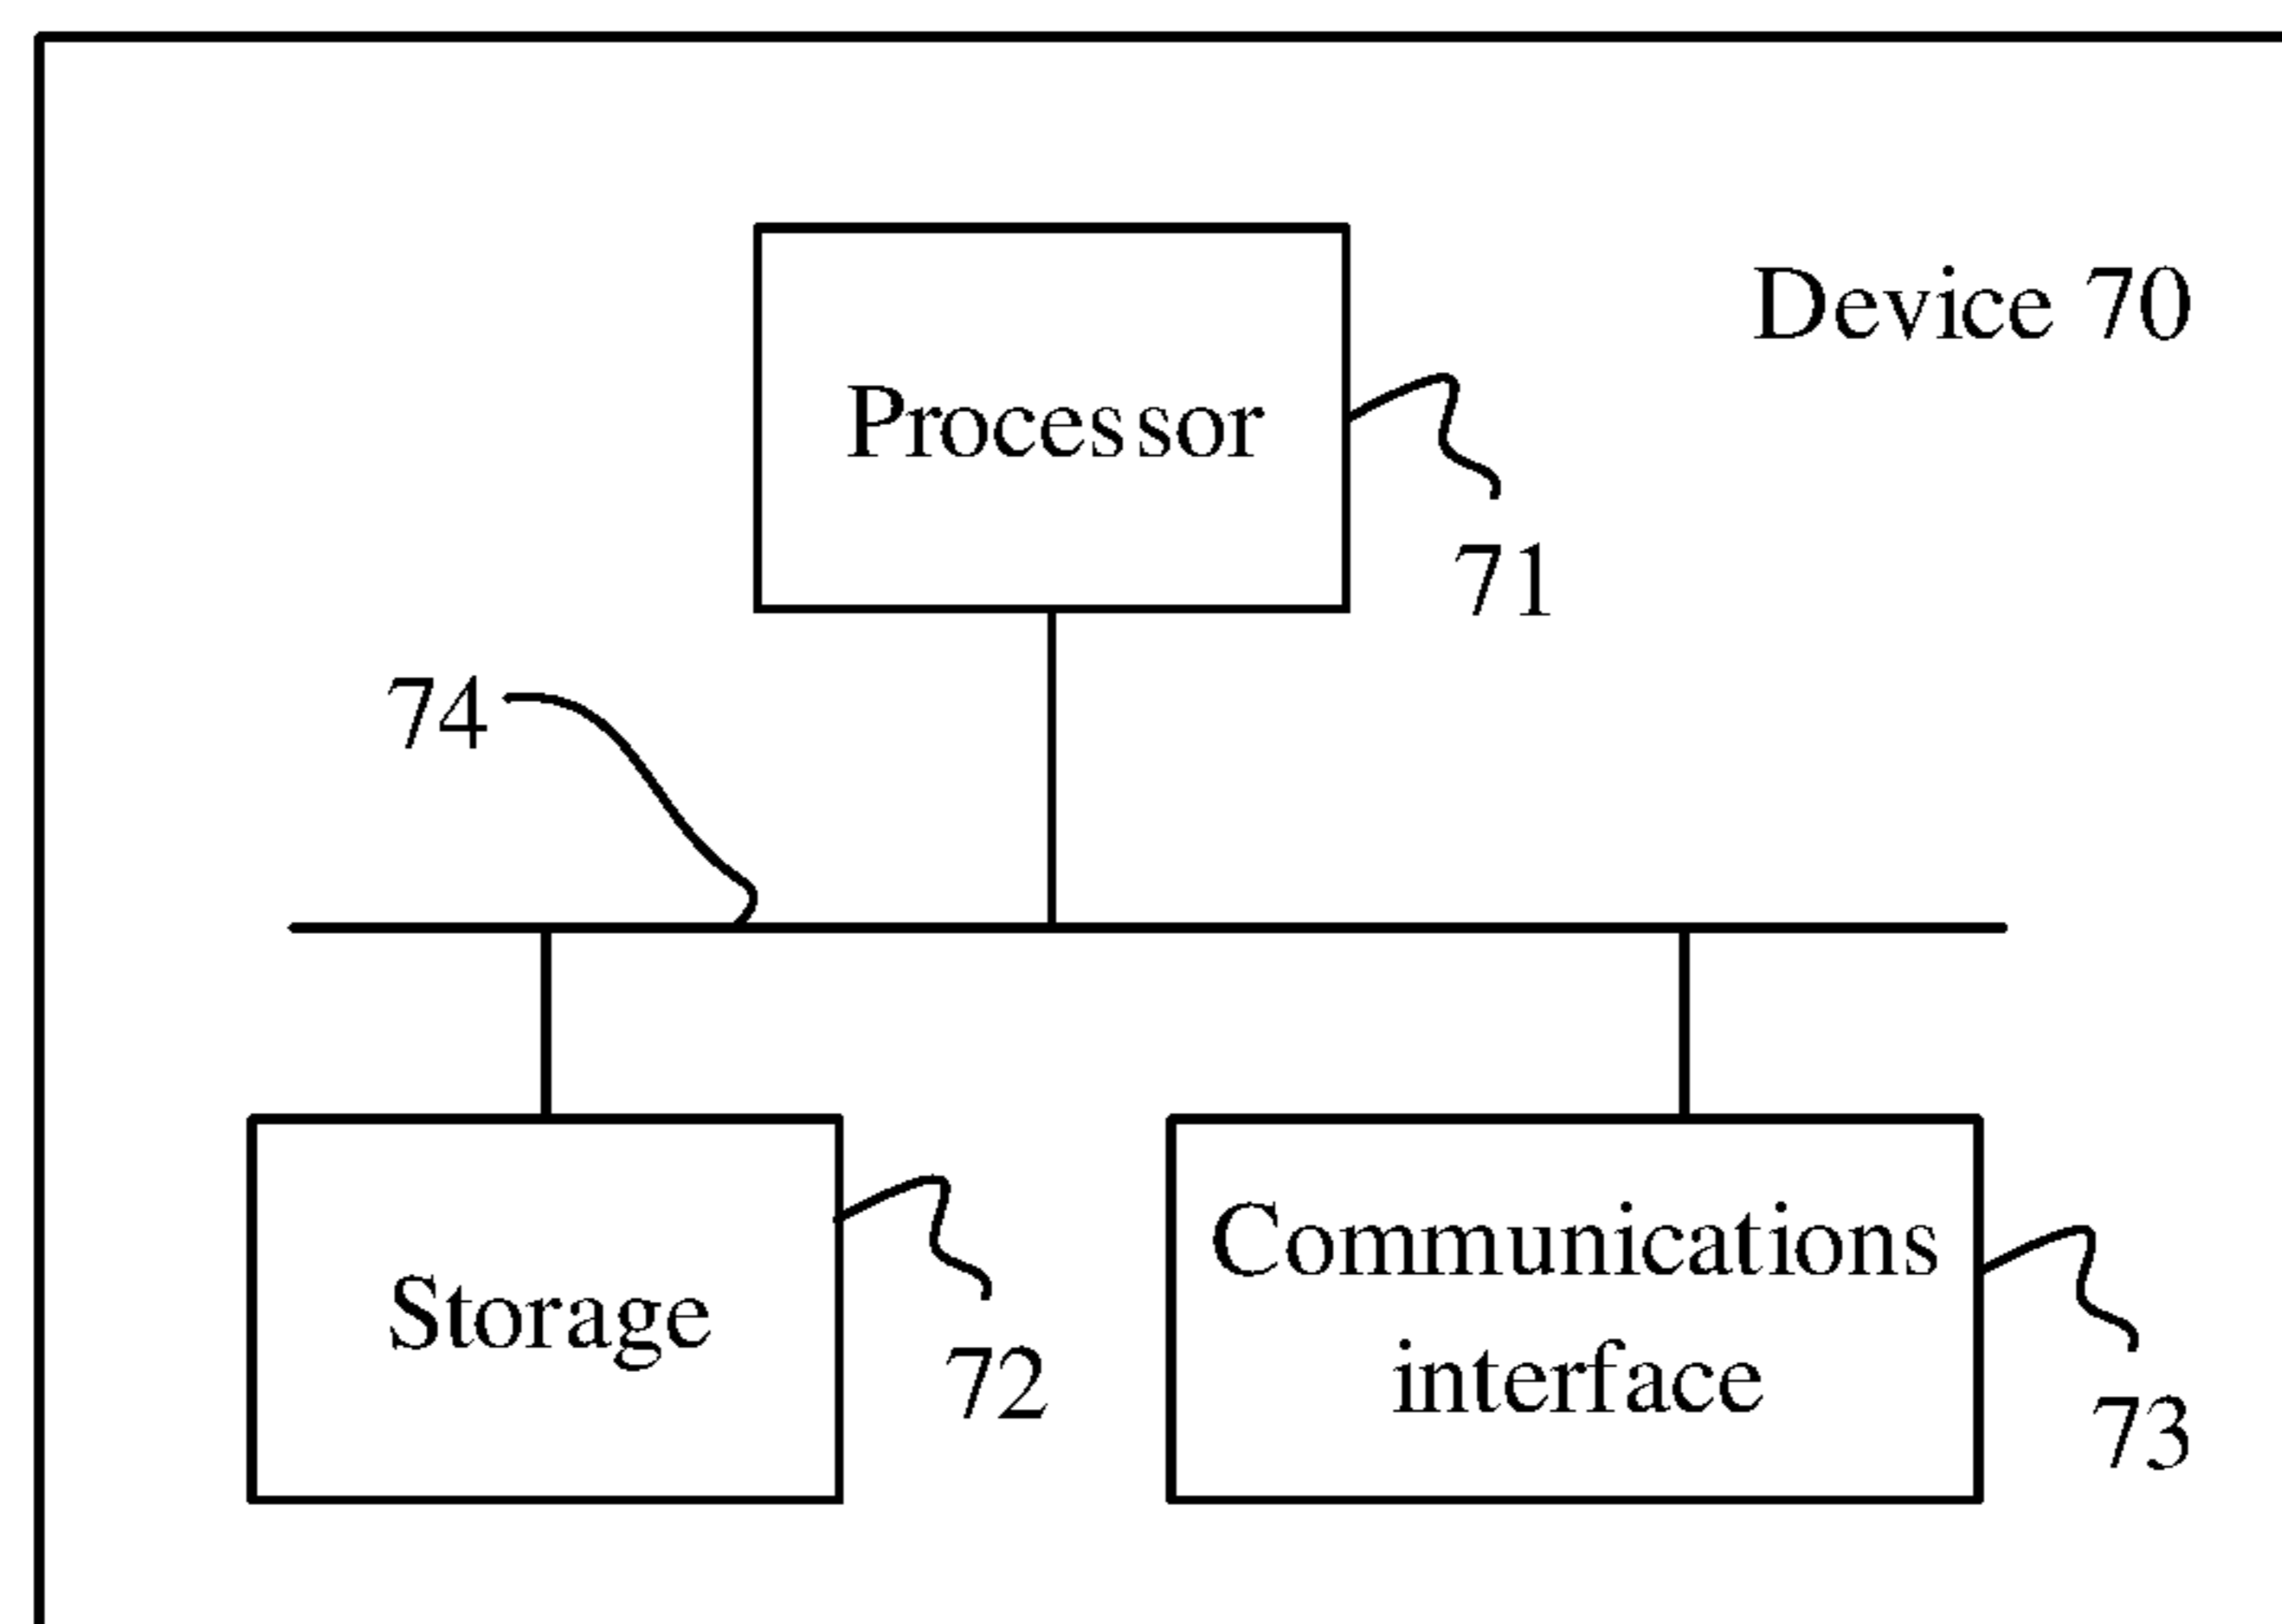 Device 70
Processor
71
74
Storage
72
Communications
interface
73